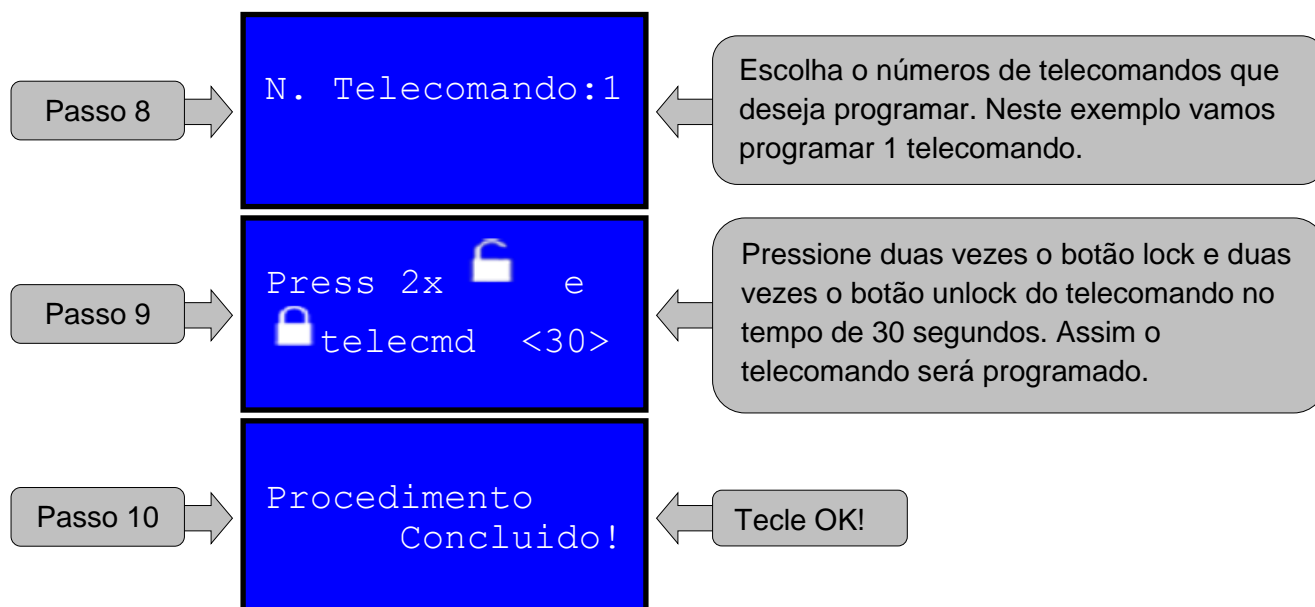 Passo 8
N. Telecomando:1
Escolha o números de telecomandos que
deseja programar. Neste exemplo vamos
programar 1 telecomando.
Passo 9
Press 2x e
telecmd <30>
Pressione duas vezes o botão lock e duas
vezes o botão unlock do telecomando no
tempo de 30 segundos. Assim o
telecomando será programado.
Passo 10
Procedimento
Concluido!
Tecle OK!